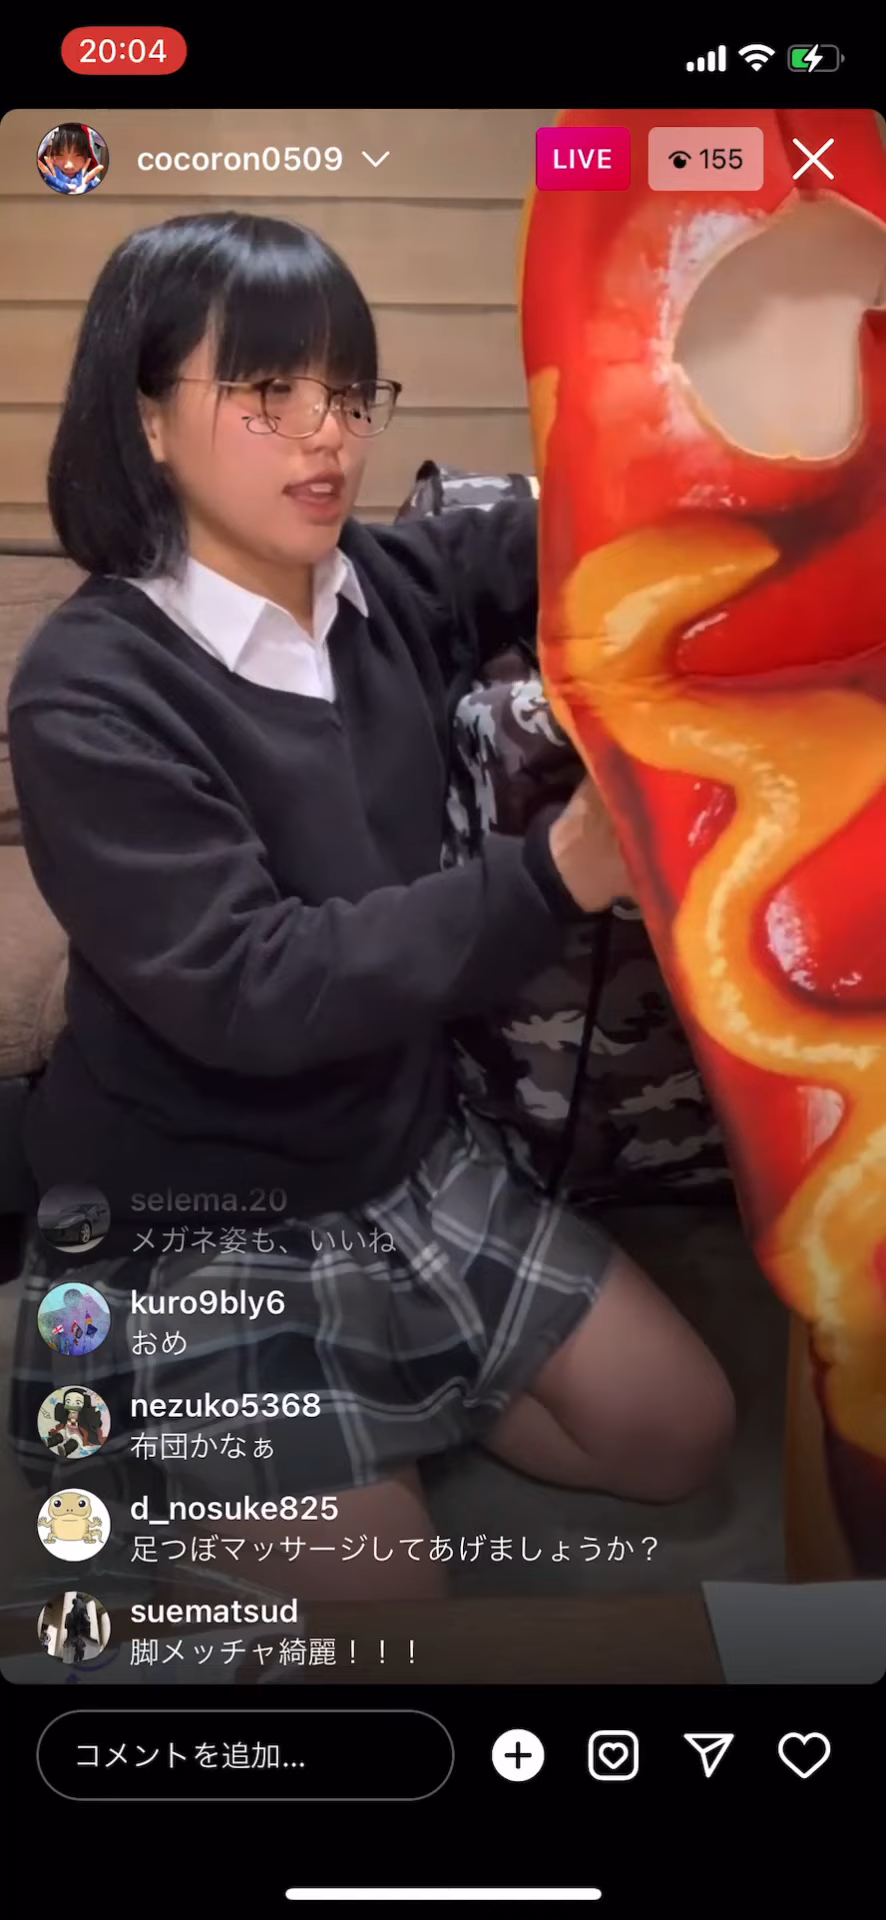 20:04
cocoron0509
LIVE
155
selema.20
メガネ姿も、いいね
kuro9bly6
おめ
nezuko5368
布団かなぁ
d_nosuke825
足つぼマッサージしてあげましょうか？
suematsud
脚メッチャ綺麗！！！
コメントを追加...